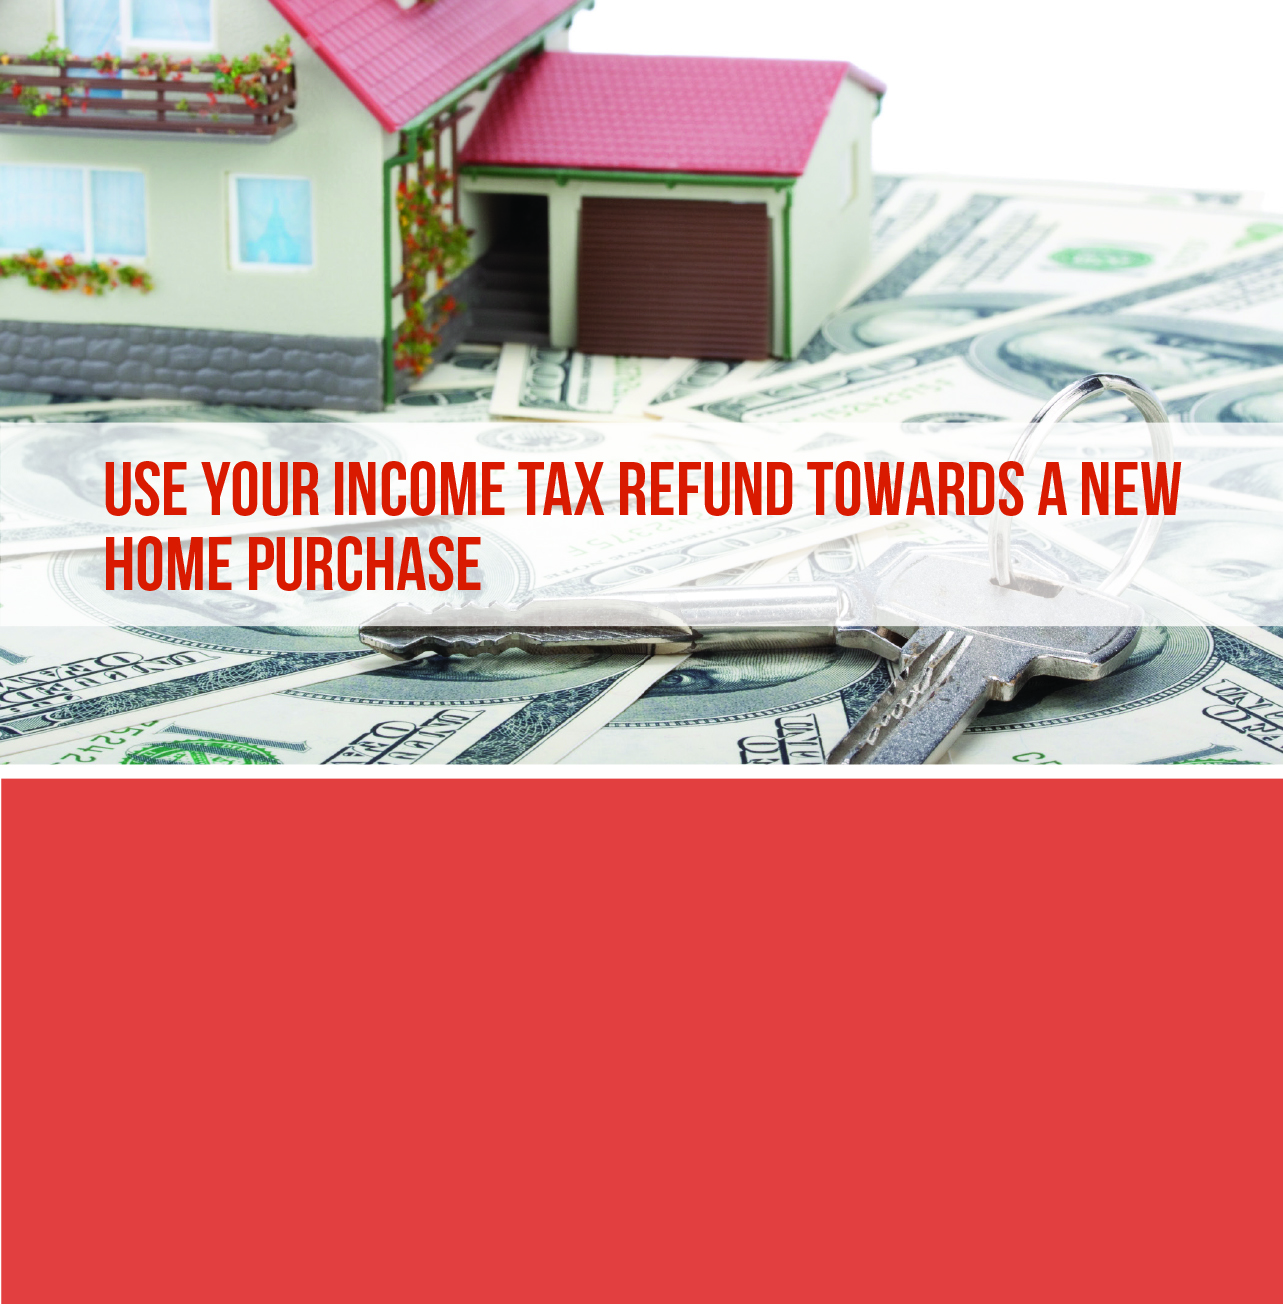 USE YOUR INCOME TAX REFUND TOWARDS A NEW
HOME PURCHASE